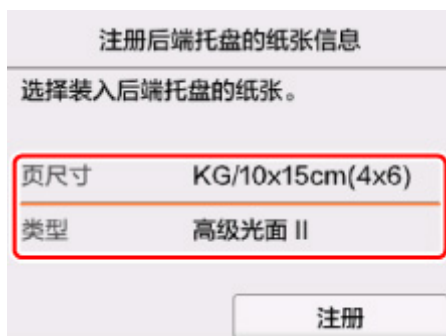 注册后端托盘的纸张信息
选择装入后端托盘的纸张。
页尺寸 KG/10x15cm(4x6)
类型 高级光面 II
注册